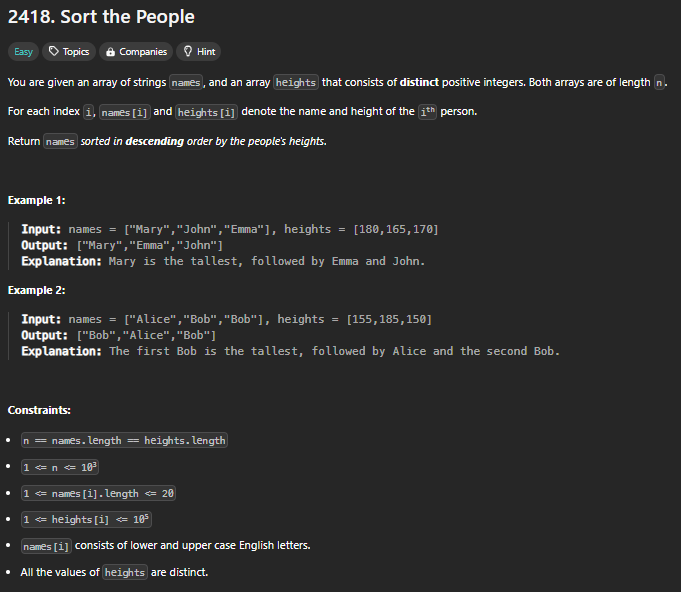 2418. Sort the People
Easy Topics Companies Hint
You are given an array of strings names, and an array heights that consists of distinct positive integers. Both arrays are of length n.
For each index i, names[i] and heights[i] denote the name and height of the ith person.
Return names sorted in descending order by the people's heights.
Example 1:
Input: names = ["Mary","John","Emma"], heights = [180,165,170]
Output: ["Mary","Emma","John"]
Explanation: Mary is the tallest, followed by Emma and John.
Example 2:
Input: names = ["Alice","Bob","Bob"], heights = [155,185,150]
Output: ["Bob","Alice","Bob"]
Explanation: The first Bob is the tallest, followed by Alice and the second Bob.
Constraints:
• n == names.length == heights.length
• 1 <= n <= 10³
• 1 <= names[i].length <= 20
• 1 <= heights[i] <= 10⁵
• names[i] consists of lower and upper case English letters.
• All the values of heights are distinct.